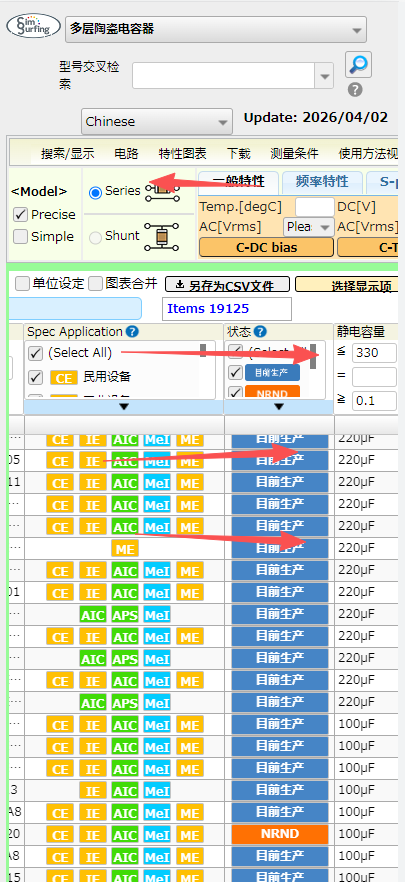 Sim Surfing
多层陶瓷电容器
型号交叉检索
Chinese
Update: 2026/04/02
搜索/显示 电路 特性图表 下载 测量条件 使用方法视
<Model>
Precise
Simple
Series
Shunt
一般特性 频率特性 S-p
Temp.[degC] DC[V]
AC[Vrms] Plea AC[Vrms]
C-DC bias C-T
单位设定 图表合并 另存为CSV文件 选择显示项
Items 19125
Spec Application 状态 静电容量
(Select All) ≦ 330
CE 民用设备 目前生产 =
NRND ≧ 0.1
CE IE AIC MeI ME 目前生产 220μF
05 CE IE AIC MeI ME 目前生产 220μF
11 CE IE AIC MeI ME 目前生产 220μF
… CE IE AIC MeI ME 目前生产 220μF
… CE IE AIC MeI ME 目前生产 220μF
… ME 目前生产 220μF
… CE IE AIC MeI ME 目前生产 220μF
01 CE IE AIC MeI ME 目前生产 220μF
… AIC APS MeI 目前生产 220μF
… CE IE AIC MeI ME 目前生产 220μF
… AIC APS MeI 目前生产 220μF
… CE IE AIC MeI ME 目前生产 220μF
… AIC APS MeI 目前生产 220μF
… CE IE AIC MeI ME 目前生产 100μF
… CE IE AIC MeI ME 目前生产 100μF
… CE IE AIC MeI ME 目前生产 100μF
3 IE AIC MeI 目前生产 100μF
A8 CE IE AIC MeI ME 目前生产 100μF
20 CE IE AIC MeI ME NRND 100μF
A8 CE IE AIC MeI ME 目前生产 100μF
15 CE IE AIC MeI ME 目前生产 100μF